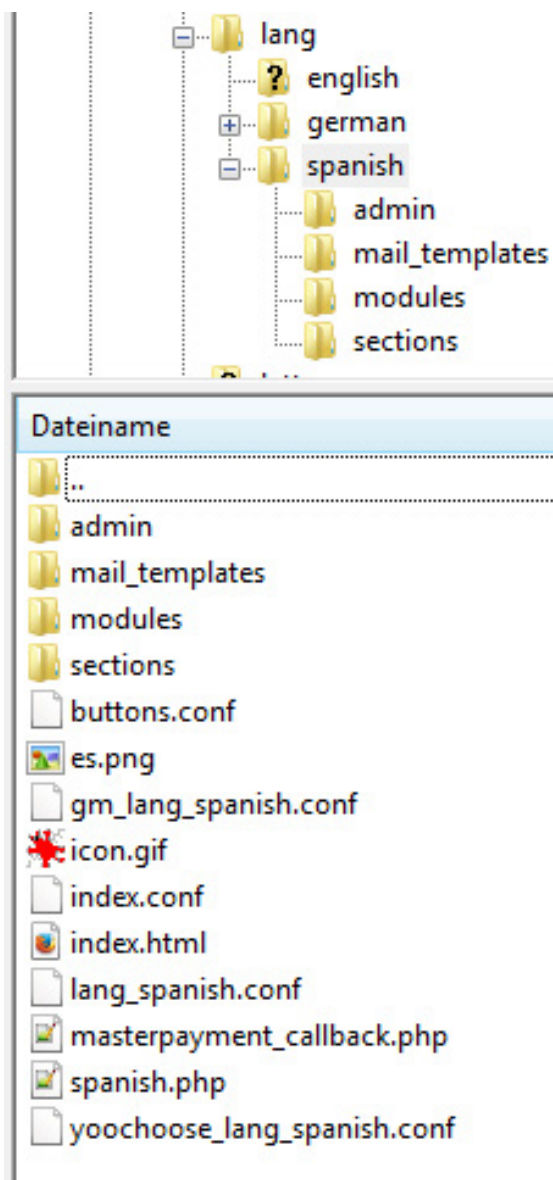 lang
english
german
spanish
admin
mail_templates
modules
sections
Dateiname
..
admin
mail_templates
modules
sections
buttons.conf
es.png
gm_lang_spanish.conf
icon.gif
index.conf
index.html
lang_spanish.conf
masterpayment_callback.php
spanish.php
yoochoose_lang_spanish.conf